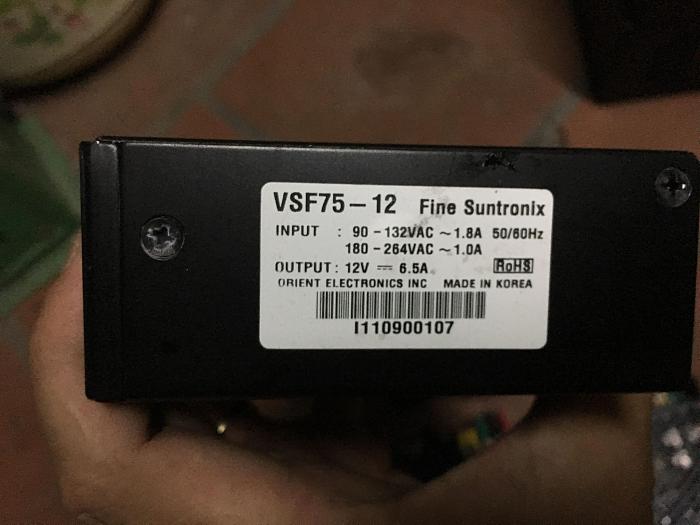 VSF75-12 Fine Suntronix
INPUT : 90-132VAC ~1.8A 50/60Hz
180-264VAC ~1.0A
OUTPUT: 12V ⎓ 6.5A RoHS
ORIENT ELECTRONICS INC MADE IN KOREA
I110900107